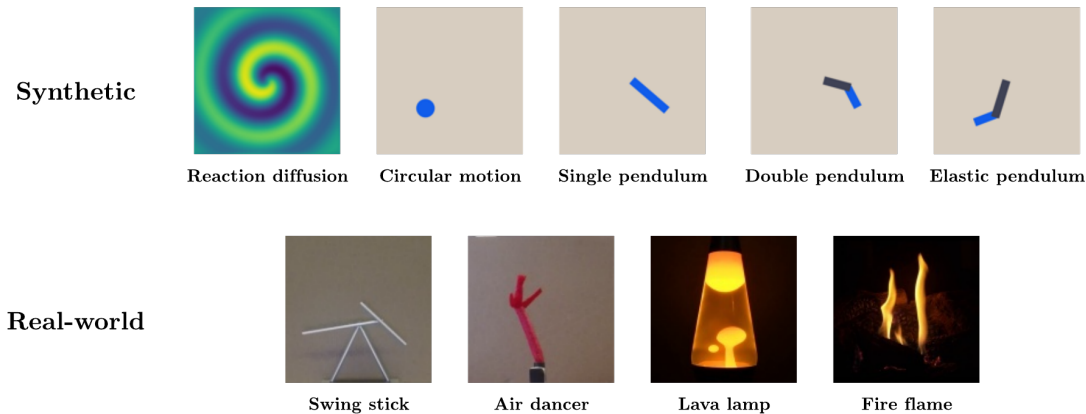 Synthetic
Reaction diffusion
Circular motion
Single pendulum
Double pendulum
Elastic pendulum
Real-world
Swing stick
Air dancer
Lava lamp
Fire flame